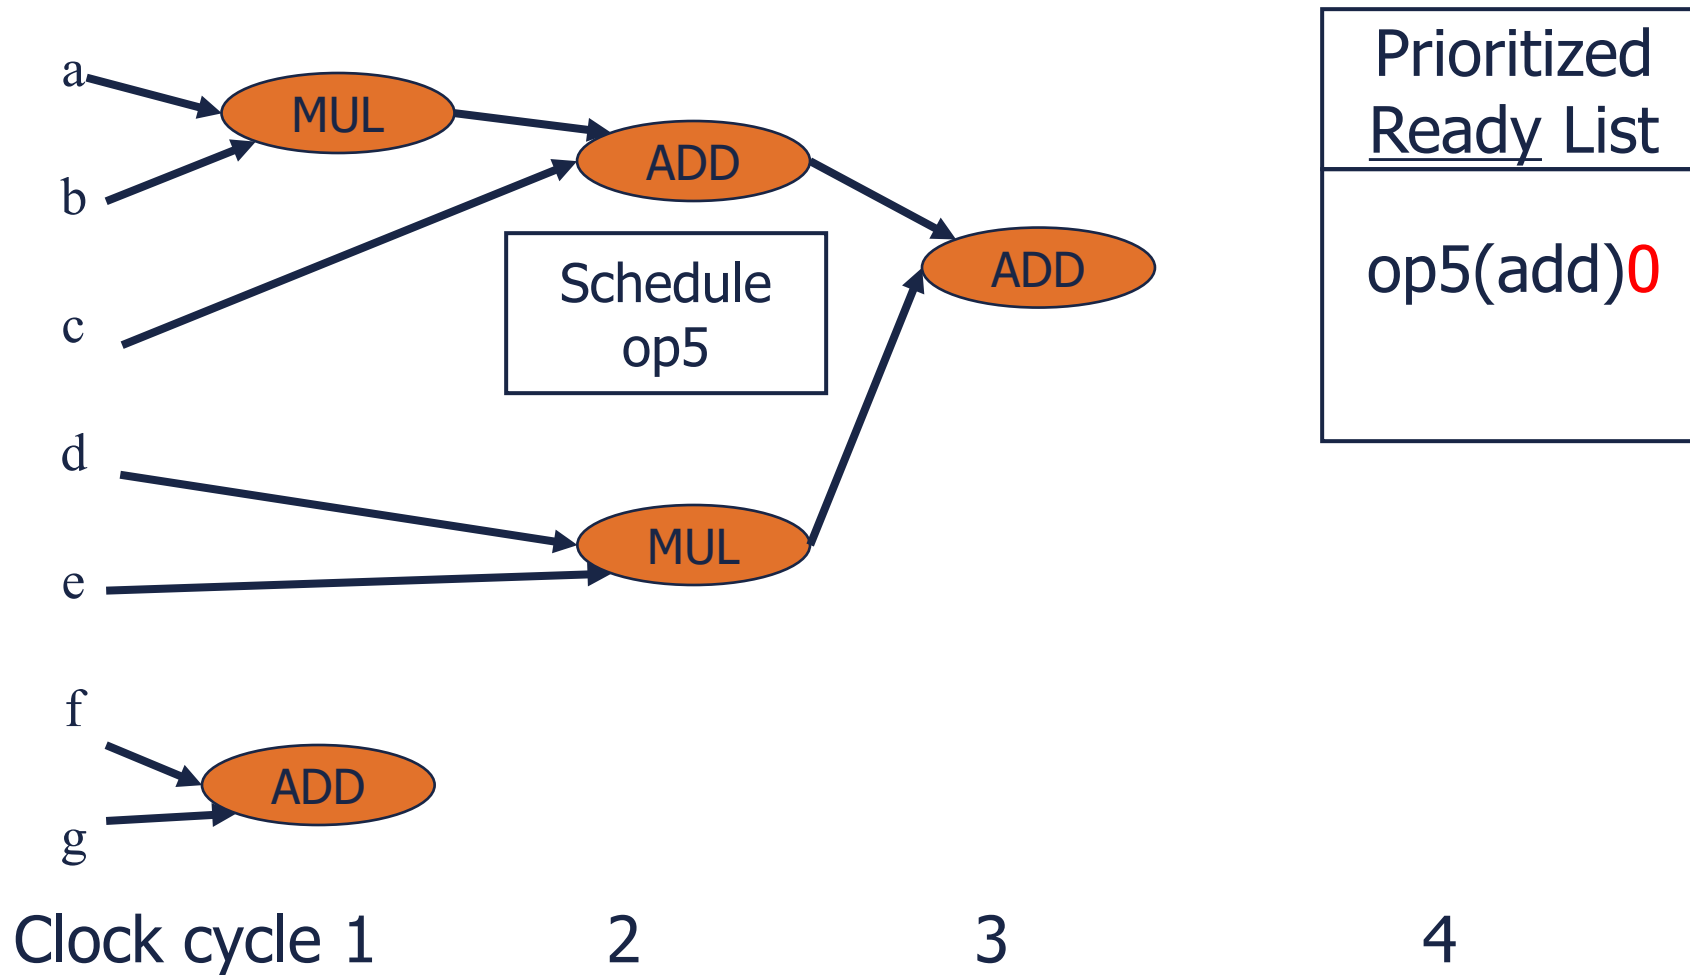 a
b
c
d
e
f
g
MUL
ADD
ADD
MUL
ADD
Schedule
op5
Prioritized
Ready List
op5(add)0
Clock cycle 1 2 3 4